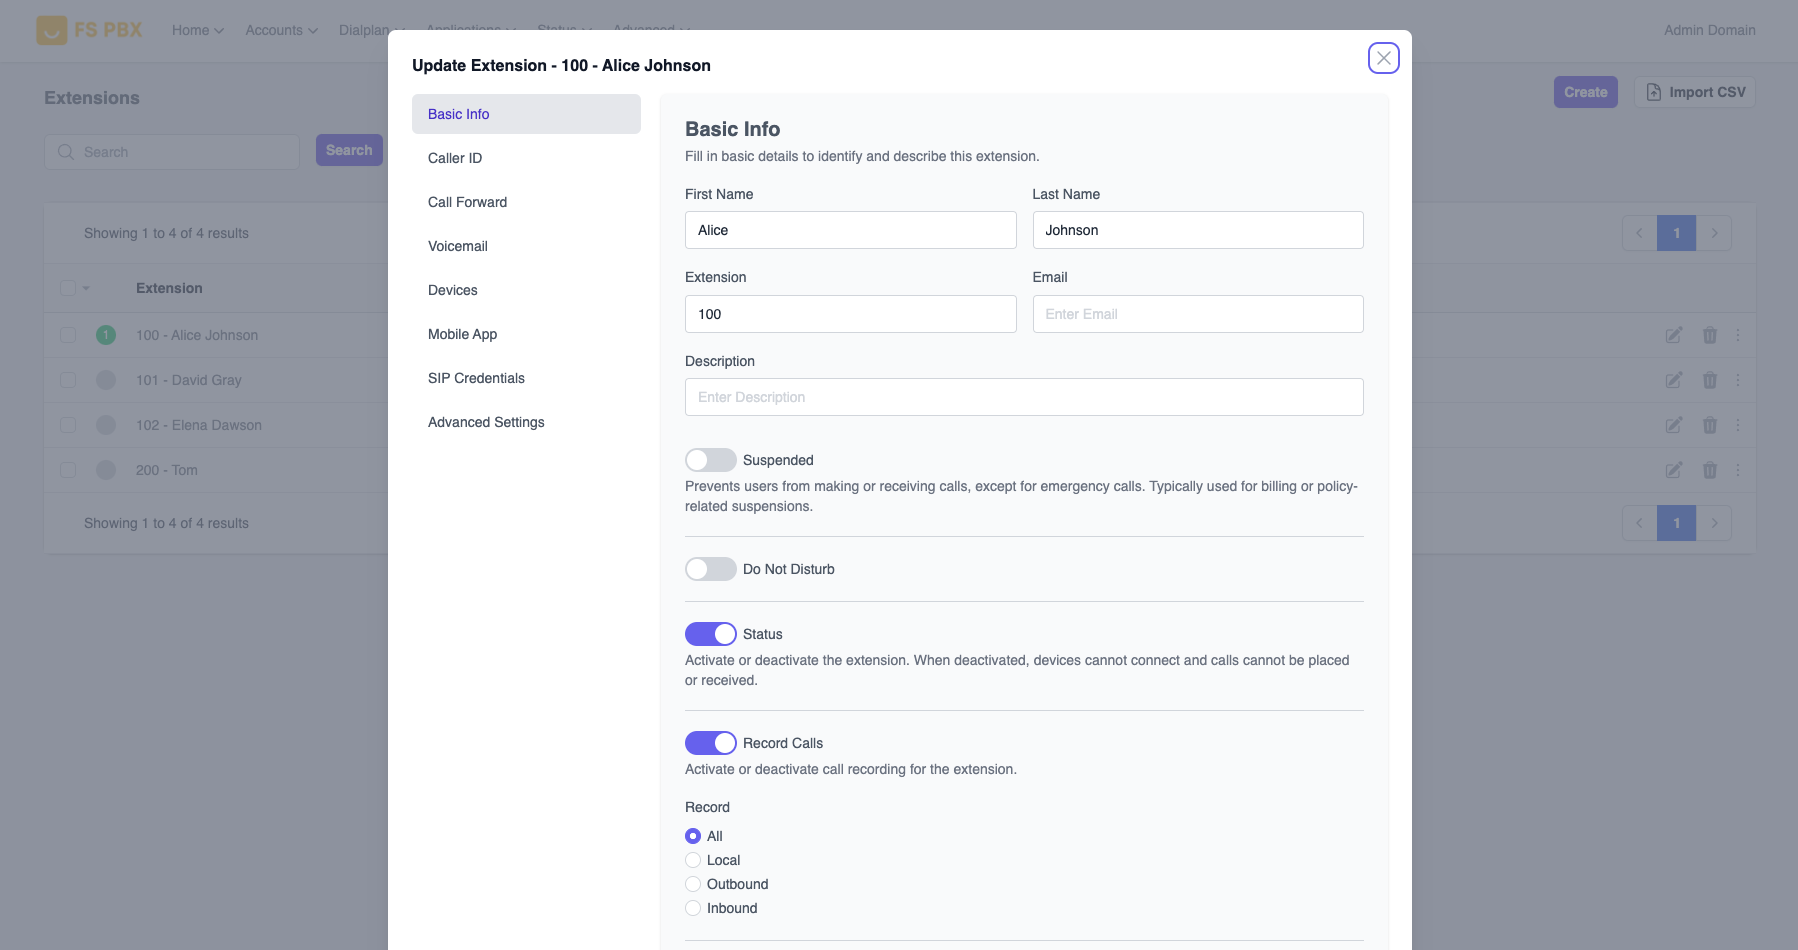 FS PBX
Home
Accounts
Dialplan
Applications
Status
Advanced
Admin Domain
Update Extension - 100 - Alice Johnson
Extensions
Create
Import CSV
Search
Search
Showing 1 to 4 of 4 results
1
Extension
1
100 - Alice Johnson
101 - David Gray
102 - Elena Dawson
200 - Tom
Showing 1 to 4 of 4 results
1
Basic Info
Caller ID
Call Forward
Voicemail
Devices
Mobile App
SIP Credentials
Advanced Settings
Basic Info
Fill in basic details to identify and describe this extension.
First Name
Last Name
Alice
Johnson
Extension
Email
100
Enter Email
Description
Enter Description
Suspended
Prevents users from making or receiving calls, except for emergency calls. Typically used for billing or policy-
related suspensions.
Do Not Disturb
Status
Activate or deactivate the extension. When deactivated, devices cannot connect and calls cannot be placed
or received.
Record Calls
Activate or deactivate call recording for the extension.
Record
All
Local
Outbound
Inbound